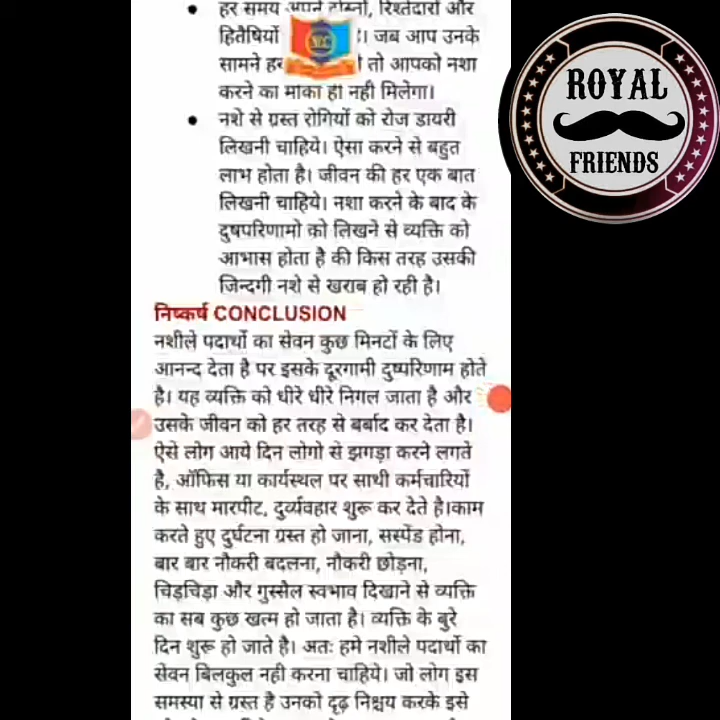 हर समय अपने दोस्तों, रिश्तेदारों और
हितैषियों है। जब आप उनके
सामने तो आपको नशा
करने का मौका ही नही मिलेगा।
नशे से ग्रस्त रोगियों को रोज डायरी
लिखनी चाहिये। ऐसा करने से बहुत
लाभ होता है। जीवन की हर एक बात
लिखनी चाहिये। नशा करने के बाद के
दुषपरिणामो को लिखने से व्यक्ति को
आभास होता है की किस तरह उसकी
जिन्दगी नशे से खराब हो रही है।
निष्कर्ष CONCLUSION
नशीले पदार्थो का सेवन कुछ मिनटों के लिए
आनन्द देता है पर इसके दूरगामी दुष्परिणाम होते
है। यह व्यक्ति को धीरे धीरे निगल जाता है और
उसके जीवन को हर तरह से बर्बाद कर देता है।
ऐसे लोग आये दिन लोगो से झगड़ा करने लगते
है, ऑफिस या कार्यस्थल पर साथी कर्मचारियों
के साथ मारपीट, दुर्व्यवहार शुरू कर देते है।काम
करते हुए दुर्घटना ग्रस्त हो जाना, सस्पेंड होना,
बार बार नौकरी बदलना, नौकरी छोड़ना,
चिड़चिड़ा और गुस्सैल स्वभाव दिखाने से व्यक्ति
का सब कुछ खत्म हो जाता है। व्यक्ति के बुरे
दिन शुरू हो जाते है। अतः हमे नशीले पदार्थो का
सेवन बिलकुल नही करना चाहिये। जो लोग इस
समस्या से ग्रस्त है उनको दृढ़ निश्चय करके इसे
ROYAL
FRIENDS